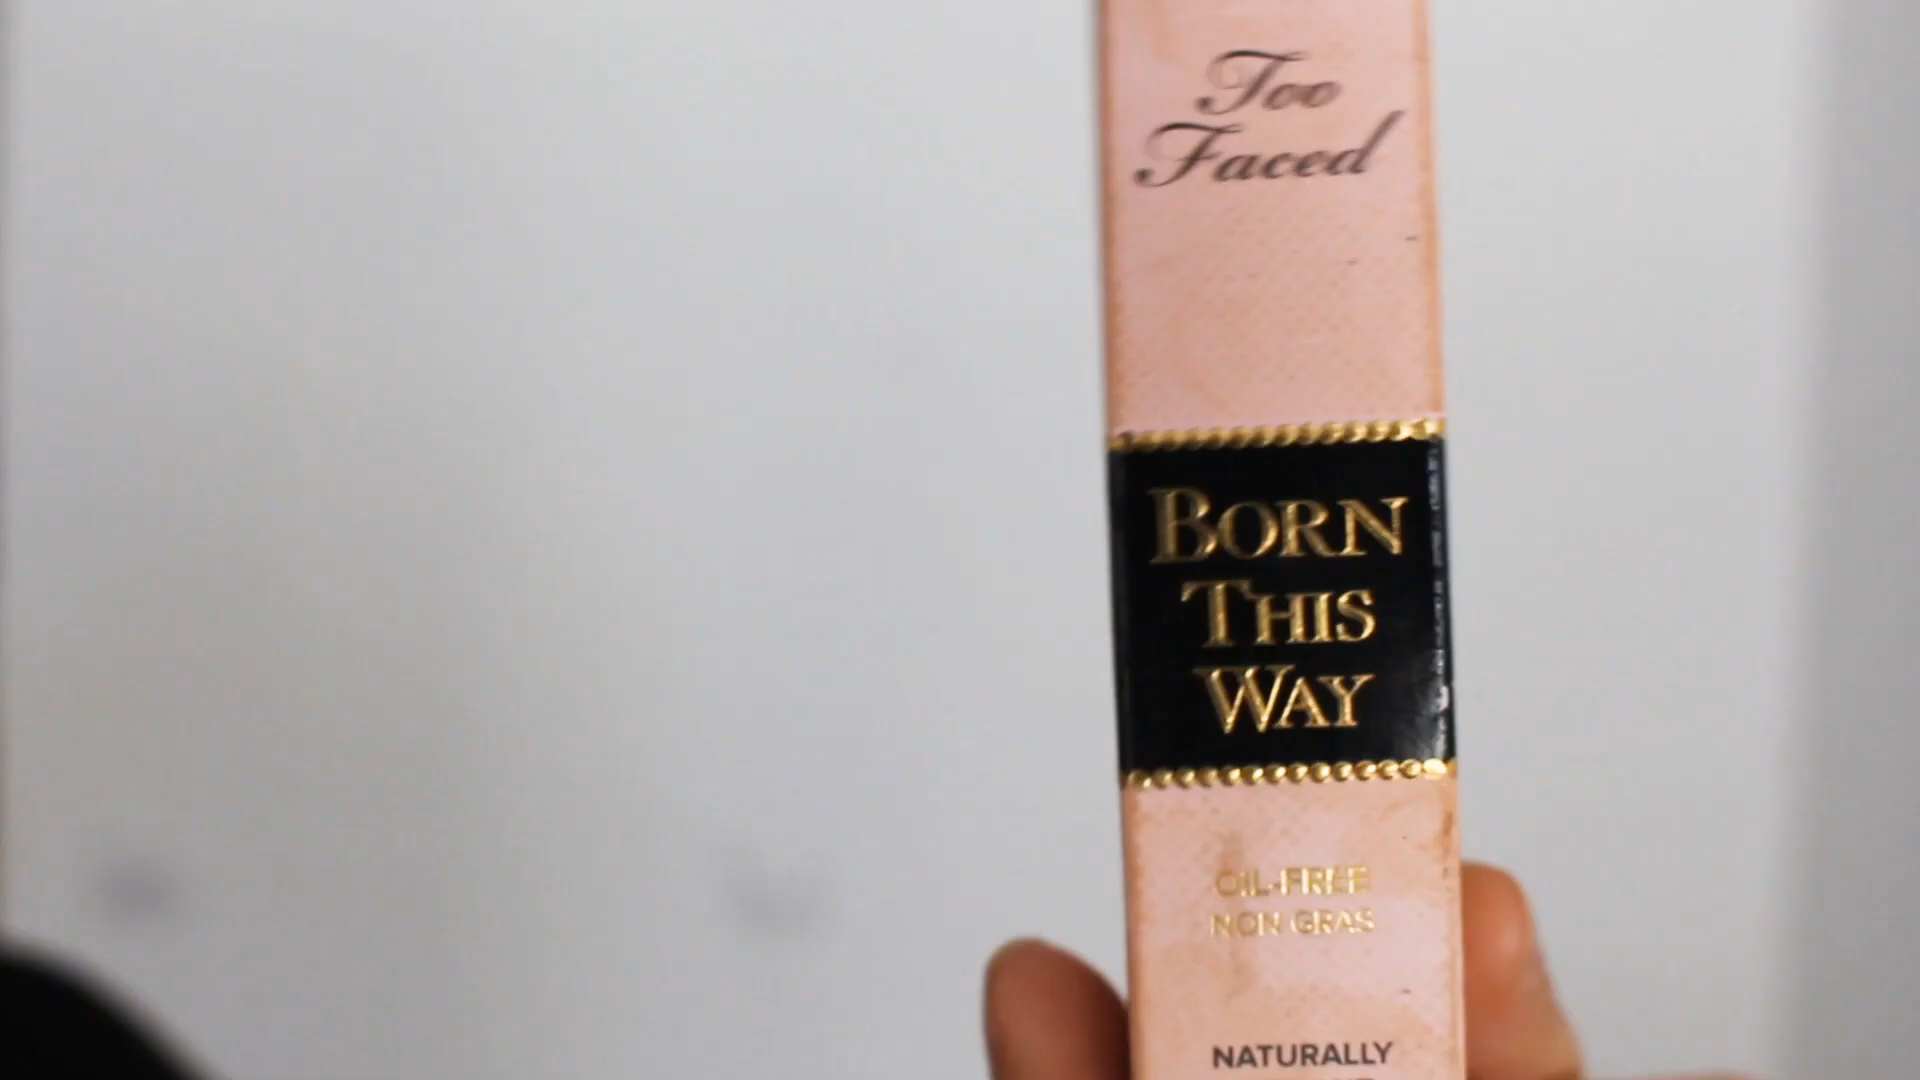 Too
Faced
BORN
THIS
WAY
OIL-FREE
NON GRAS
NATURALLY